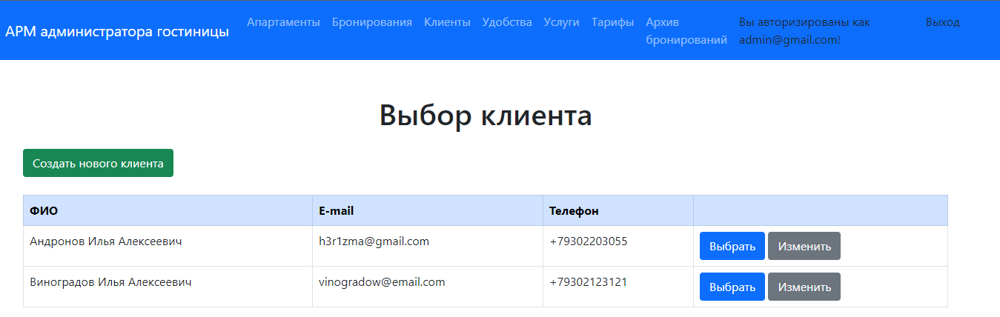 АРМ администратора гостиницы Апартаменты Бронирования Клиенты Удобства Услуги Тарифы Архив бронирований Вы авторизированы как admin@gmail.com! Выход
Выбор клиента
Создать нового клиента
ФИО E-mail Телефон
Андронов Илья Алексеевич h3r1zma@gmail.com +79302203055 Выбрать Изменить
Виноградов Илья Алексеевич vinogradow@email.com +79302123121 Выбрать Изменить